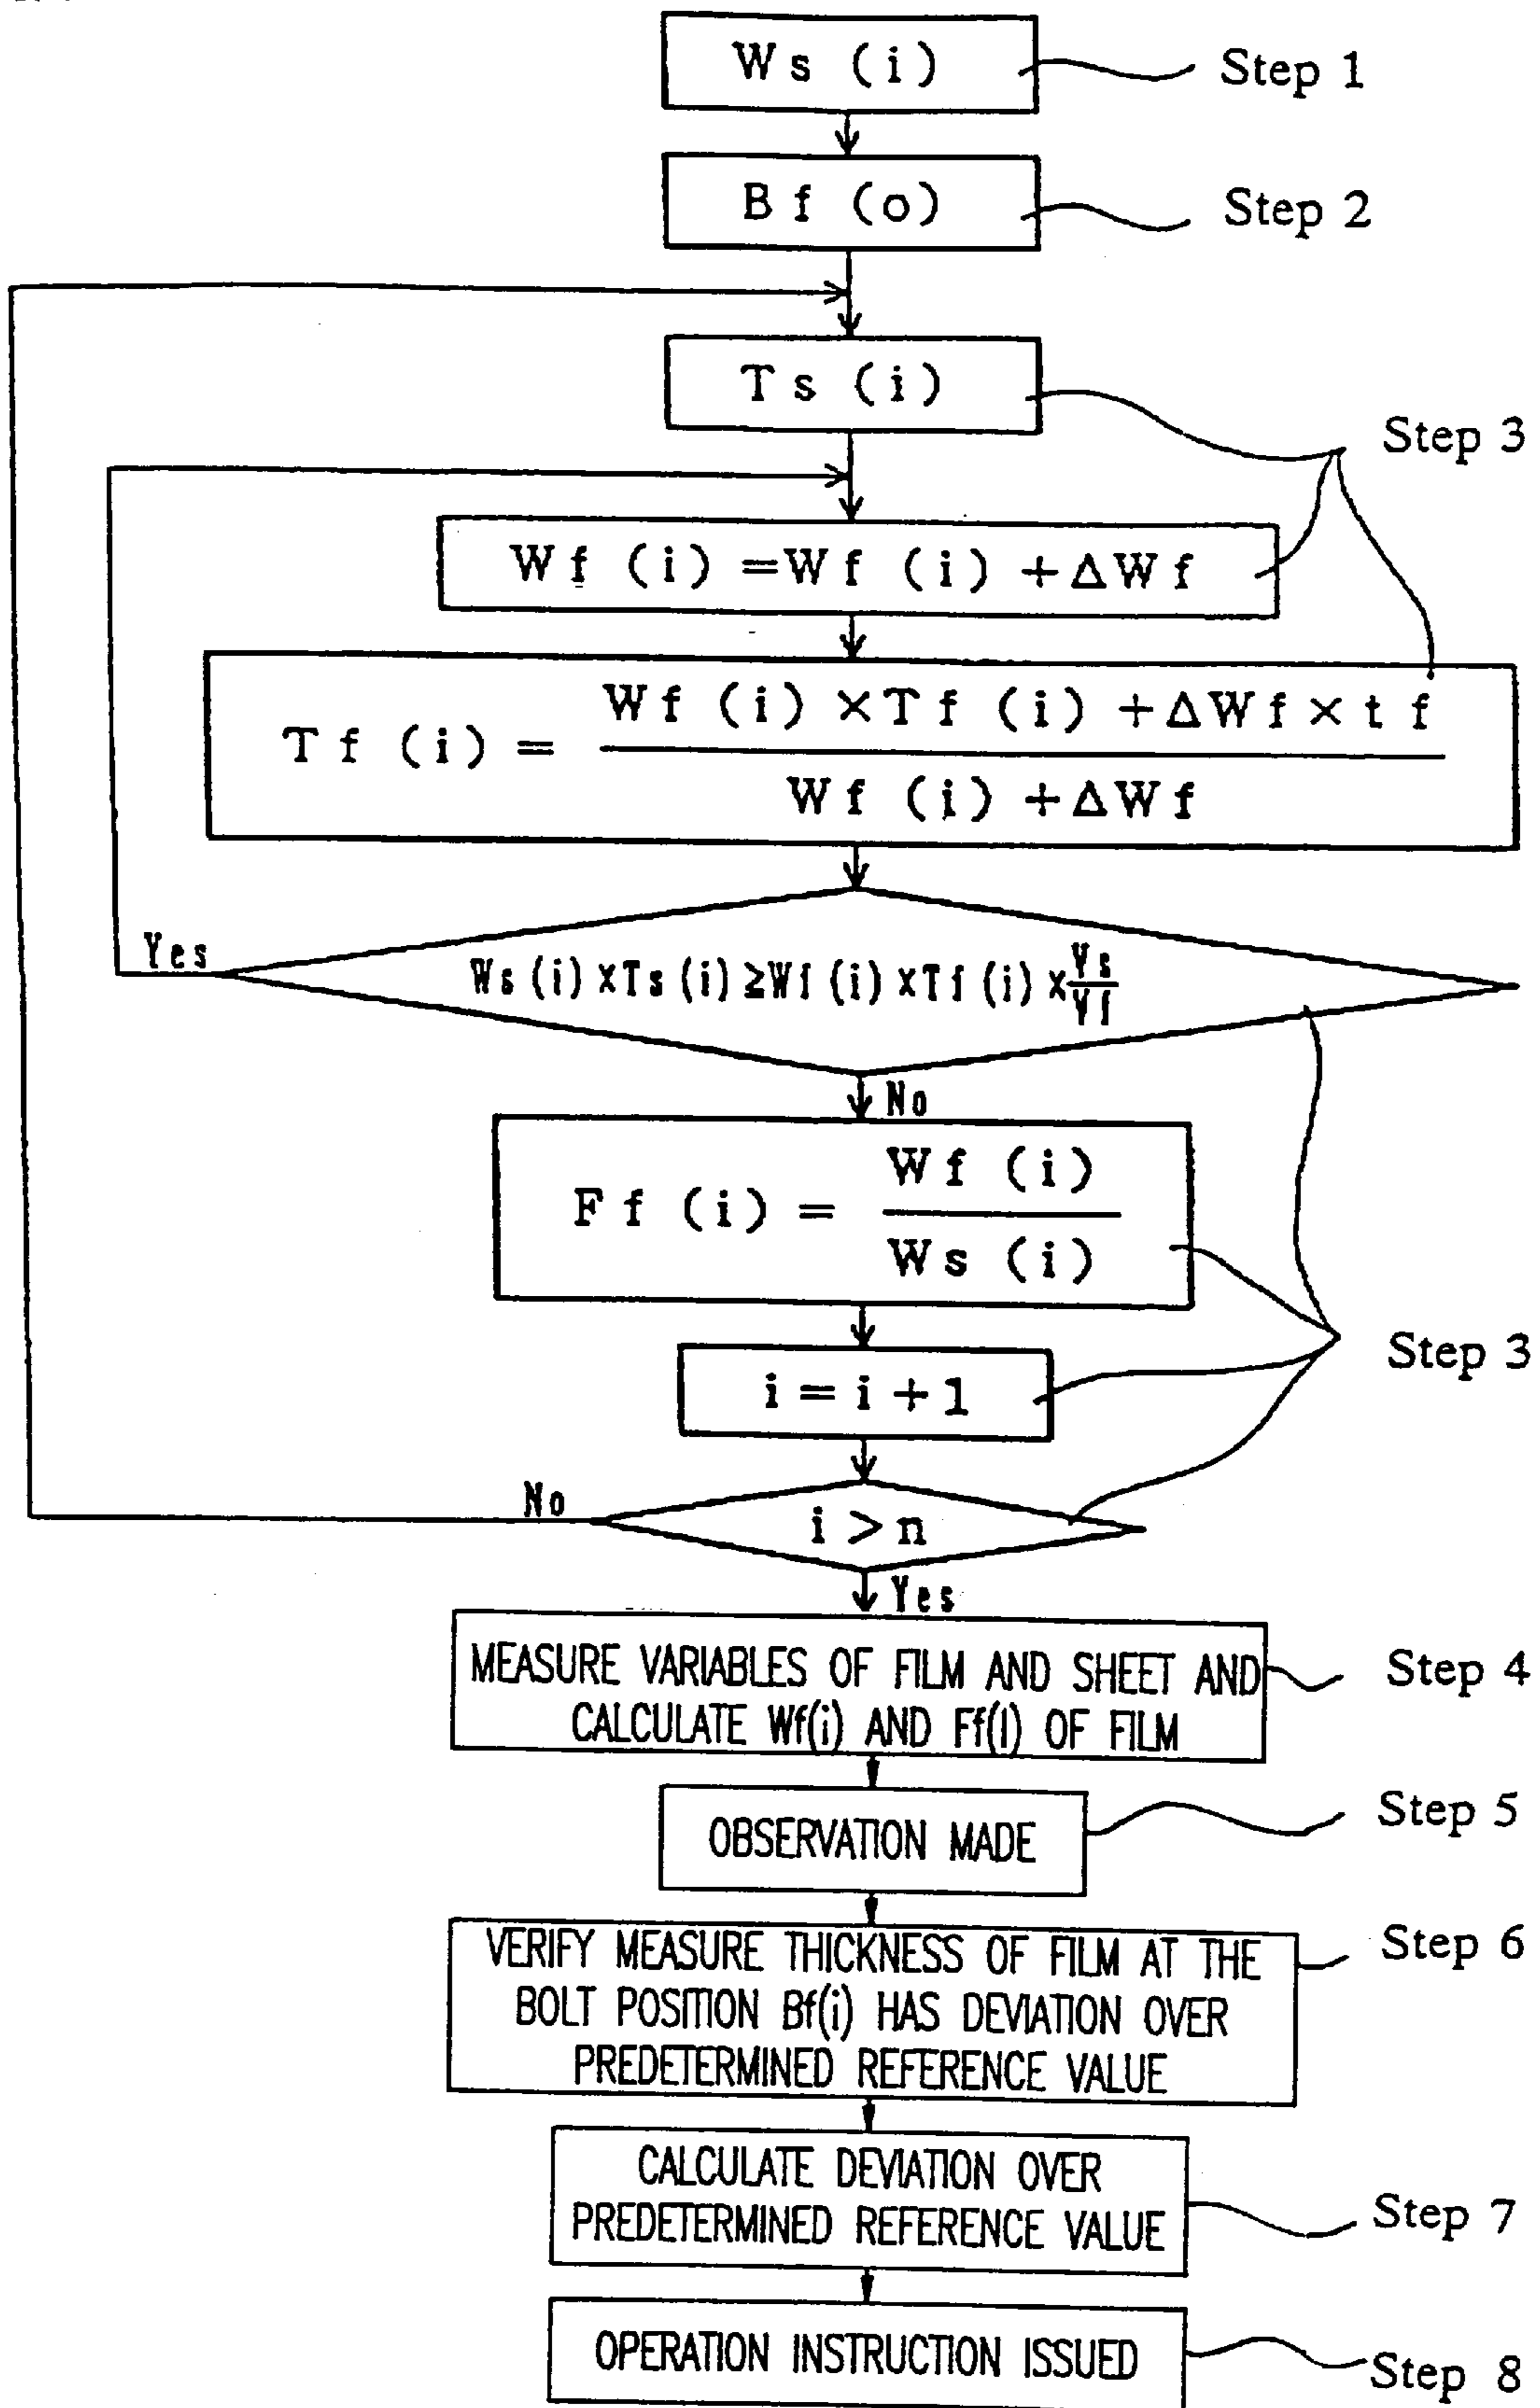 Ws (i)
Step 1
Bf (o)
Step 2
Ts (i)
Step 3
Wf (i) =Wf (i) +ΔWf
Wf (i) ×Tf (i) +ΔWf × tf
Tf (i) =
Wf (i) +ΔWf
Yes
Ws (i) ×Ts (i) ≥Wf (i) ×Tf (i) × Vs
Vf
No
Wf (i)
Ff (i) =
Ws (i)
Step 3
i = i + 1
No
i > n
Yes
MEASURE VARIABLES OF FILM AND SHEET AND
Step 4
CALCULATE Wf(i) AND Ff(i) OF FILM
Step 5
OBSERVATION MADE
Step 6
VERIFY MEASURE THICKNESS OF FILM AT THE
BOLT POSITION Bf(i) HAS DEVIATION OVER
PREDETERMINED REFERENCE VALUE
CALCULATE DEVIATION OVER
PREDETERMINED REFERENCE VALUE
Step 7
OPERATION INSTRUCTION ISSUED
Step 8